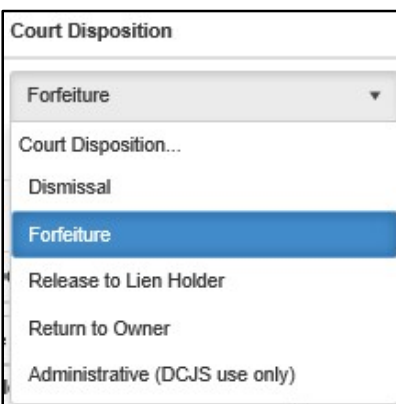 Court Disposition
Forfeiture
Court Disposition...
Dismissal
Forfeiture
Release to Lien Holder
Return to Owner
Administrative (DCJS use only)